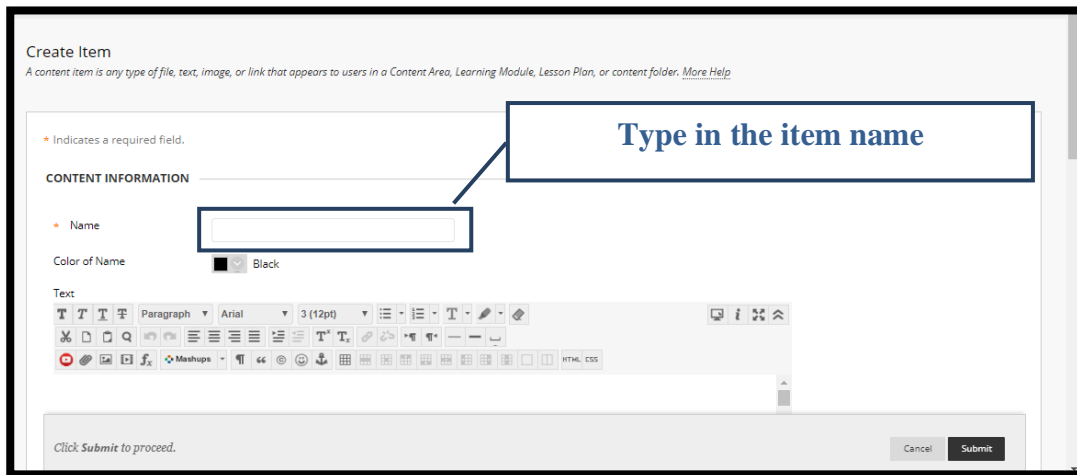 Create Item
A content item is any type of file, text, image, or link that appears to users in a Content Area, Learning Module, Lesson Plan, or content folder. More Help
* Indicates a required field.
Type in the item name
CONTENT INFORMATION
* Name
Color of Name
Black
Text
T T T T Paragraph Arial 3 (12pt) T
Tx Tx
fx Mashups HTML CSS
Click Submit to proceed.
Cancel Submit